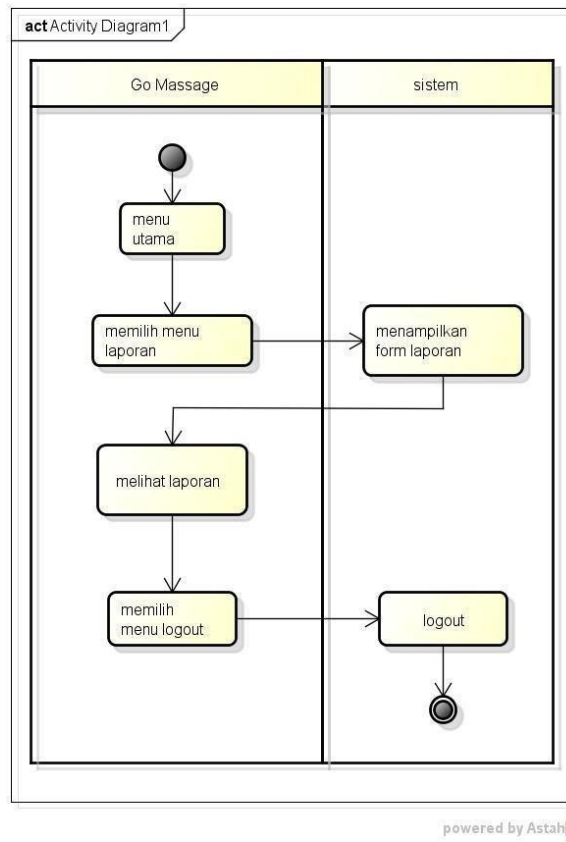 act Activity Diagram1
Go Massage
sistem
menu
utama
memilih menu
laporan
menampilkan
form laporan
melihat laporan
memilih
menu logout
logout
powered by Astah